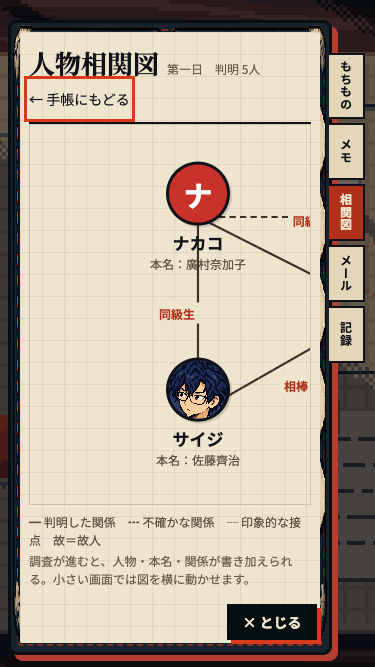 人物相関図 第一日 判明 5人
← 手帳にもどる
ナ
ナカコ
本名：廣村奈加子
同級
同級生
相棒
サイジ
本名：佐藤齊治
━ 判明した関係 ╍ 不確かな関係 ┈ 印象的な接
点 故＝故人
調査が進むと、人物・本名・関係が書き加えられ
る。小さい画面では図を横に動かせます。
× とじる
もちもの
メモ
相関図
メール
記録